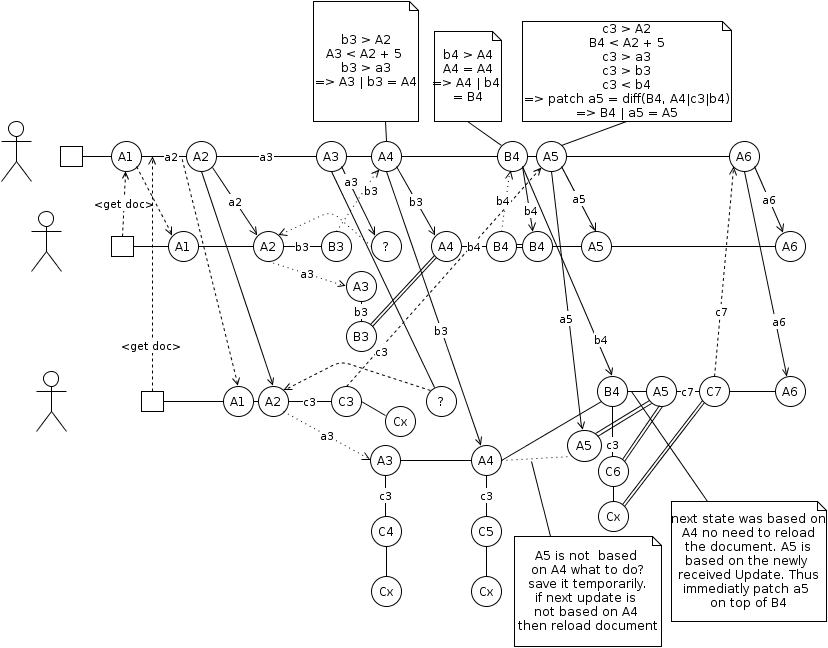 b3 > A2
A3 < A2 + 5
b3 > a3
=> A3 | b3 = A4
b4 > A4
A4 = A4
=> A4 | b4
= B4
c3 > A2
B4 < A2 + 5
c3 > a3
c3 > b3
c3 < b4
=> patch a5 = diff(B4, A4|c3|b4)
=> B4 | a5 = A5
A1 a2 A2 a3 A3 A4 B4 A5 A6
a3 b3
<get doc> a2 b3 b4 b4 a5 a6
A1 A2 b3 B3 ? A4 b4 B4 B4 A5 A6
a3 A3
b3 c7
B3 b3 a5 a6
<get doc> c3 b4
A1 A2 c3 C3 ? B4 A5 c7 C7 A6
Cx
a3 A5 c3
A3 A4 C6
c3 c3
Cx
C4 C5
Cx Cx
A5 is not based
on A4 what to do?
save it temporarily.
if next update is
not based on A4
then reload document
next state was based on
A4 no need to reload
the document. A5 is
based on the newly
received Update. Thus
immediatly patch a5
on top of B4